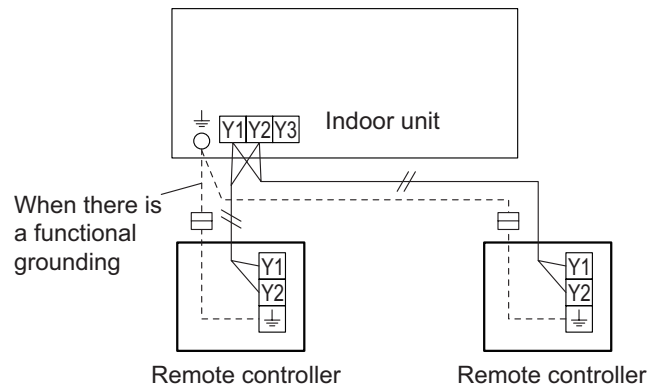 Indoor unit
Y1 Y2 Y3
When there is
a functional
grounding
Y1
Y2
Y1
Y2
Remote controller
Remote controller